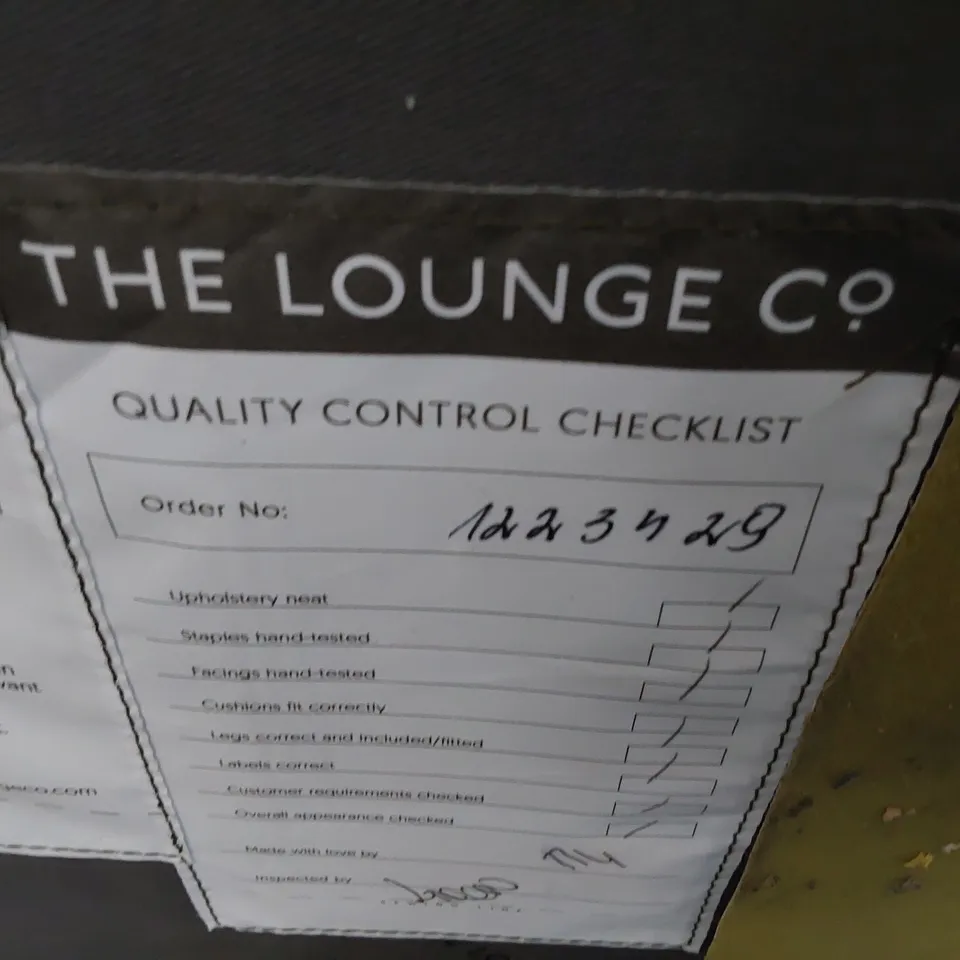 THE LOUNGE Cº
QUALITY CONTROL CHECKLIST
Order No: 1223429
Upholstery neat
Staples hand-tested
Facings hand-tested
Cushions fit correctly
Legs correct and included/fitted
Labels correct
Customer requirements checked
Overall appearance checked
Made with love by
Inspected by